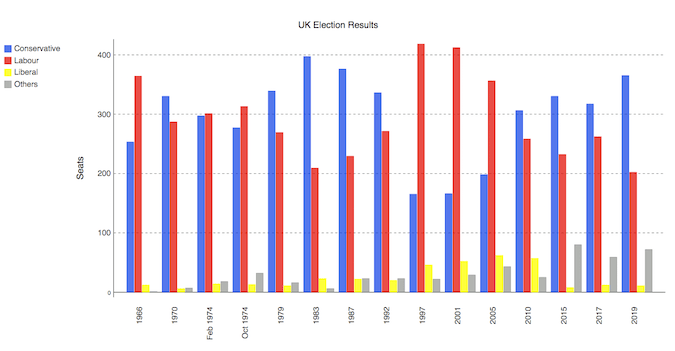 UK Election Results
Conservative
Labour
Liberal
Others
Seats
400
300
200
100
0
1966
1970
Feb 1974
Oct 1974
1979
1983
1987
1992
1997
2001
2005
2010
2015
2017
2019